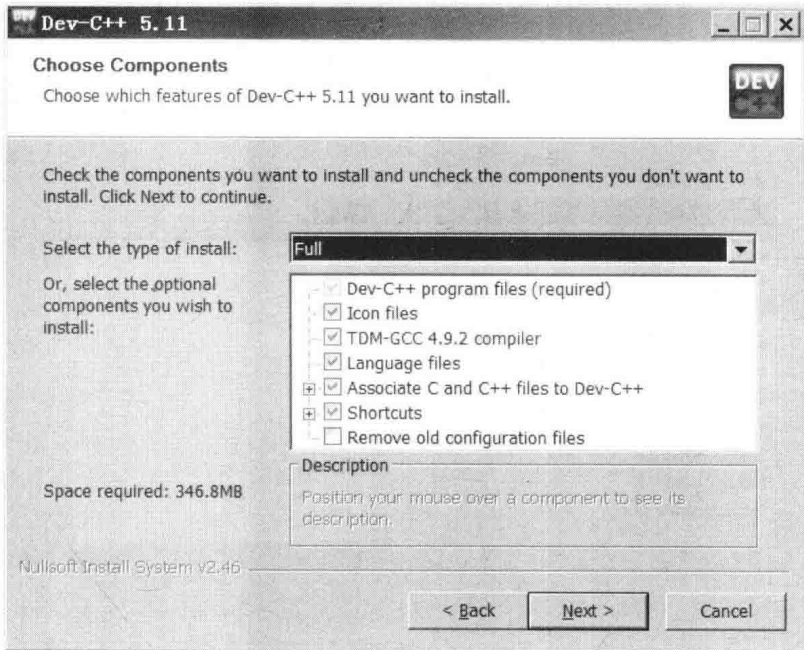 Dev-C++ 5.11
Choose Components
Choose which features of Dev-C++ 5.11 you want to install.
DEV
C++
Check the components you want to install and uncheck the components you don't want to
install. Click Next to continue.
Select the type of install:
Full
Or, select the optional
components you wish to
install:
Dev-C++ program files (required)
Icon files
TDM-GCC 4.9.2 compiler
Language files
Associate C and C++ files to Dev-C++
Shortcuts
Remove old configuration files
Space required: 346.8MB
Description
Position your mouse over a component to see its
description.
Nullsoft Install System v2.46
< Back
Next >
Cancel